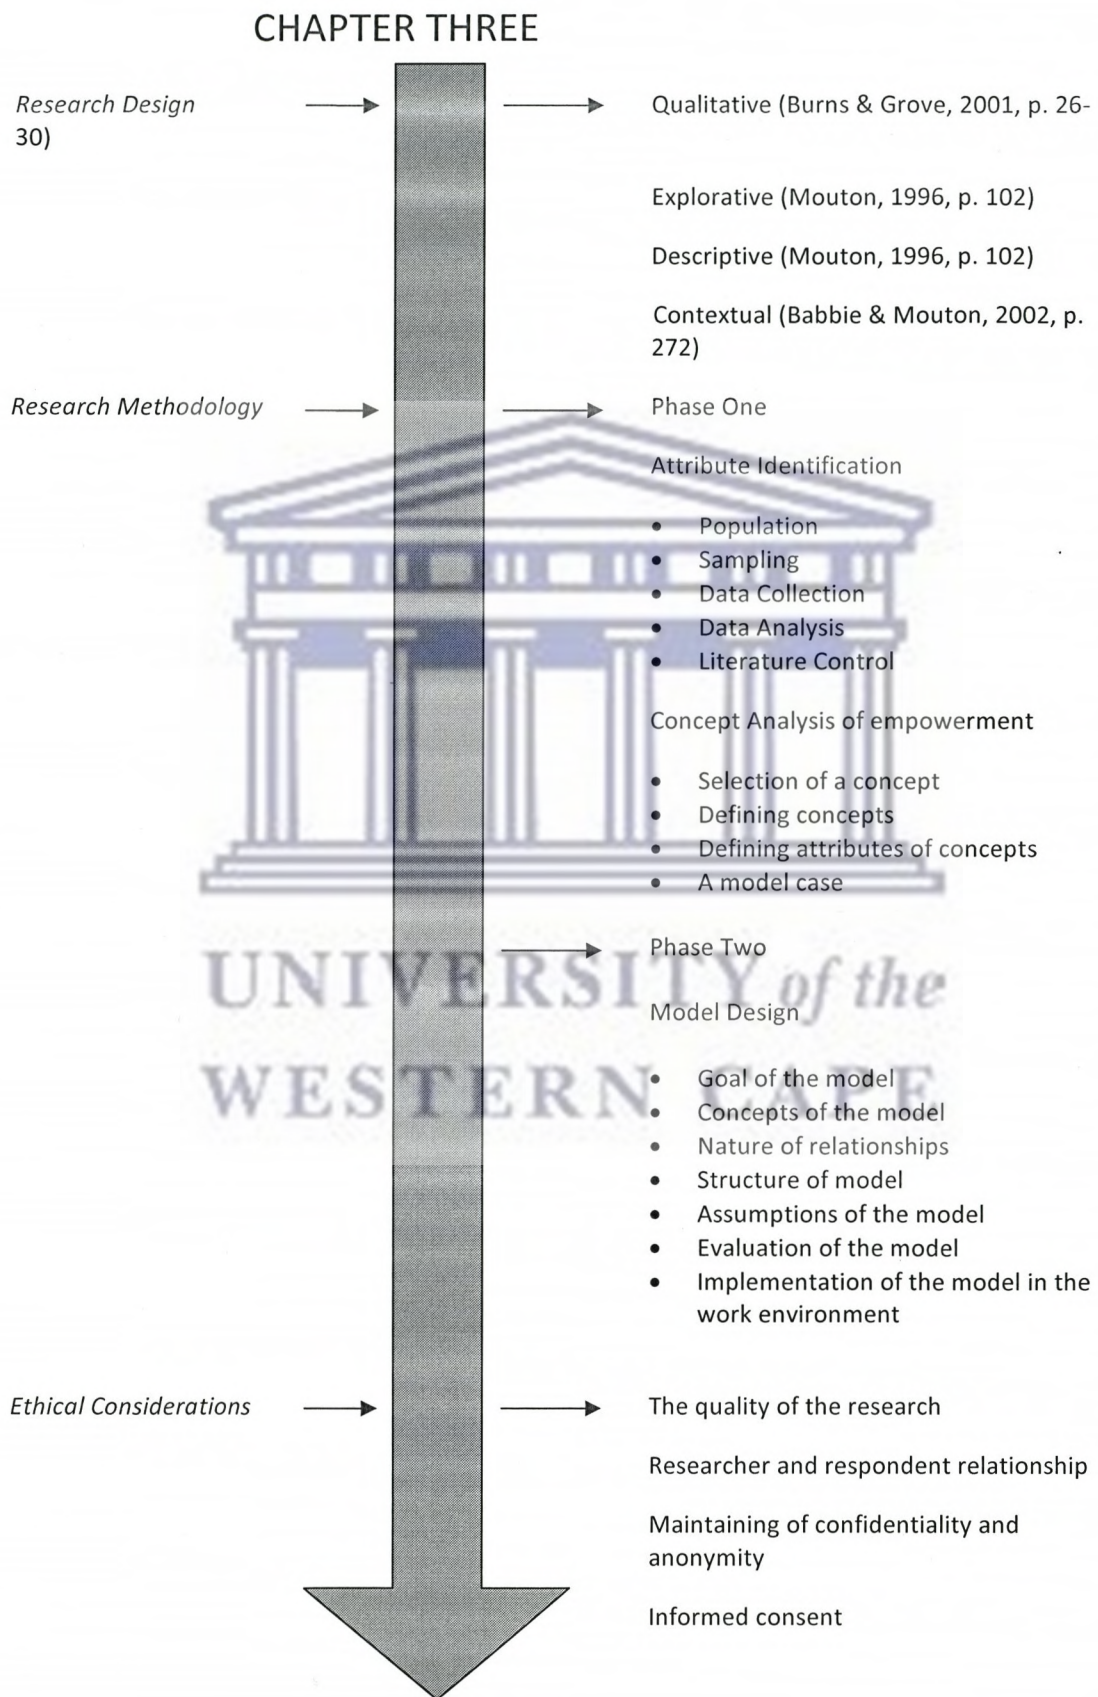 CHAPTER THREE
Research Design
Qualitative (Burns & Grove, 2001, p. 26-
30)
Explorative (Mouton, 1996, p. 102)
Descriptive (Mouton, 1996, p. 102)
Contextual (Babbie & Mouton, 2002, p.
272)
Research Methodology
Phase One
Attribute Identification
• Population
• Sampling
• Data Collection
• Data Analysis
• Literature Control
Concept Analysis of empowerment
• Selection of a concept
• Defining concepts
• Defining attributes of concepts
• A model case
Phase Two
UNIVERSITY of the
Model Design
WESTERN CAPE
• Goal of the model
• Concepts of the model
• Nature of relationships
• Structure of model
• Assumptions of the model
• Evaluation of the model
• Implementation of the model in the
work environment
Ethical Considerations
The quality of the research
Researcher and respondent relationship
Maintaining of confidentiality and
anonymity
Informed consent